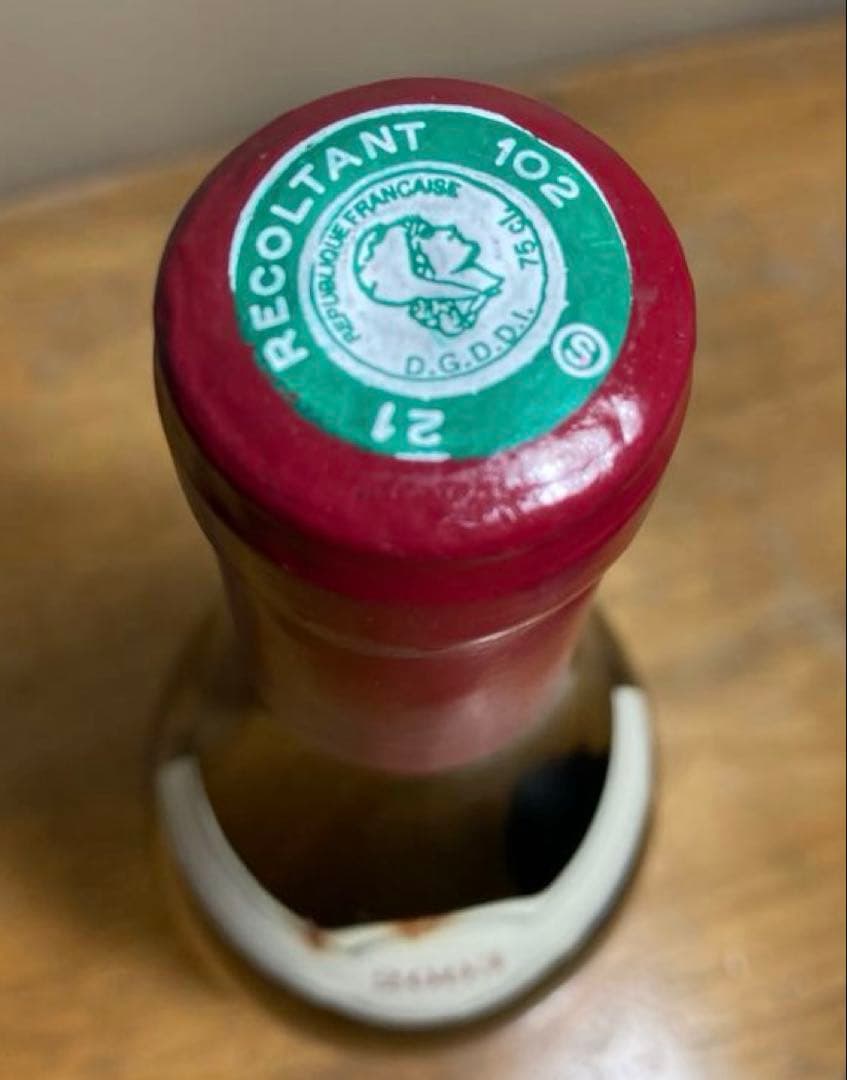 RECOLTANT 102
S
21
REPUBLIQUE FRANCAISE
75 cl.
D.G.D.D.I.